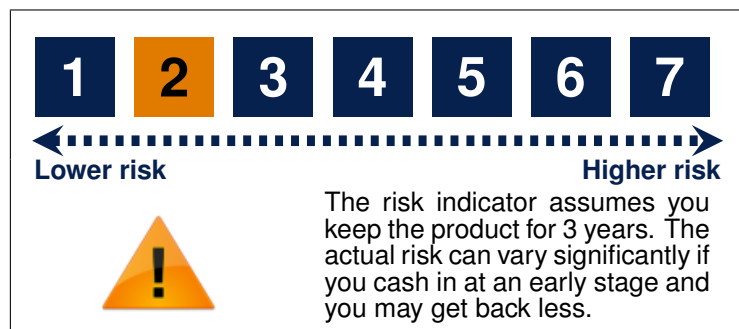 1 2 3 4 5 6 7
Lower risk Higher risk
The risk indicator assumes you
keep the product for 3 years. The
actual risk can vary significantly if
you cash in at an early stage and
you may get back less.